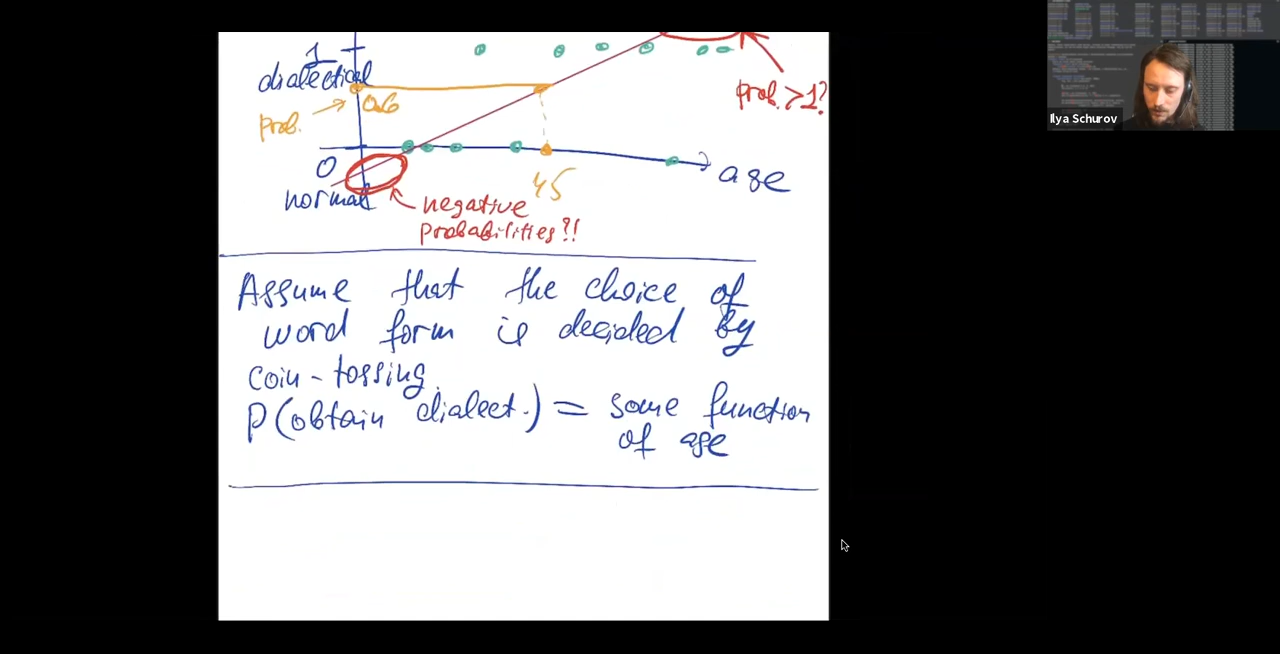 1
dialectical
0.6
prob. →
prob. > 1?
0
normal
45
age
negative
probabilities?!
Assume that the choice of
word form is decided by
coin-tossing.
P(obtain dialect.) = some function
of age
Ilya Schurov